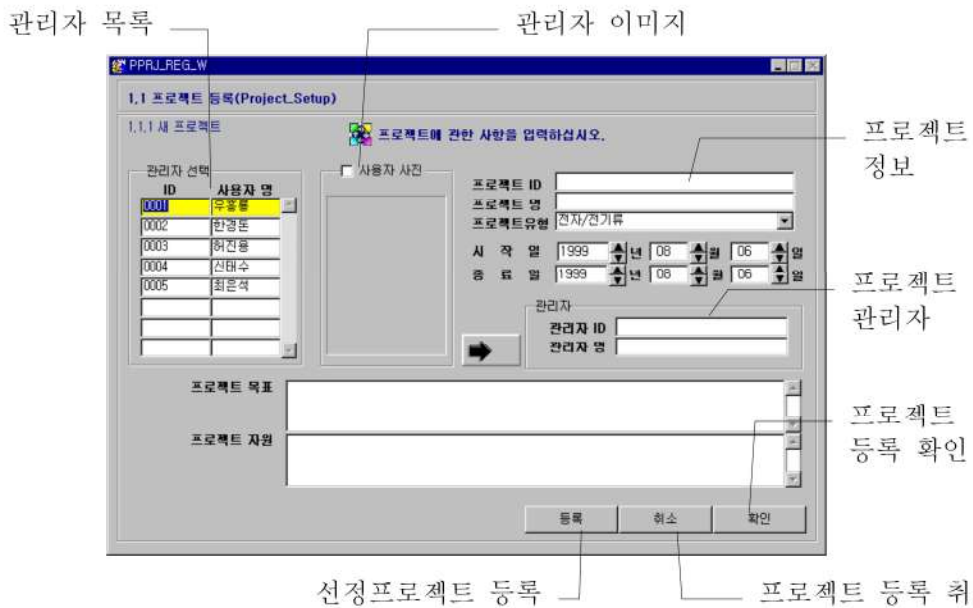 관리자 목록
관리자 이미지
PPRJ_REG_W
1.1 프로젝트 등록(Project_Setup)
1.1.1 새 프로젝트
프로젝트에 관한 사항을 입력하십시오.
프로젝트 정보
관리자 선택
ID 사용자 명
0001 우홍룡
0002 한경돈
0003 허진용
0004 신태수
0005 최은석
사용자 사진
프로젝트 ID
프로젝트 명
프로젝트유형 전자/전기류
시 작 일 1999 년 08 월 06 일
종 료 일 1999 년 08 월 06 일
관리자
관리자 ID
관리자 명
프로젝트 관리자
프로젝트 목표
프로젝트 자원
프로젝트 등록 확인
등록 취소 확인
선정프로젝트 등록
프로젝트 등록 취